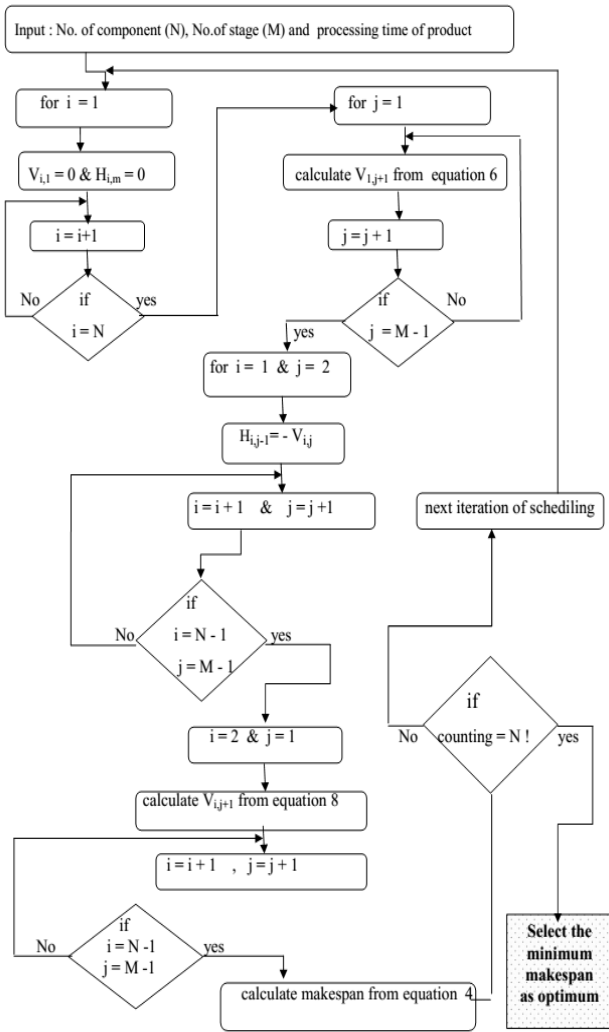 Input : No. of component (N), No.of stage (M) and processing time of product
for i = 1
V_{i,1} = 0 & H_{i,m} = 0
i = i+1
No
if
yes
i = N
for j = 1
calculate V_{1,j+1} from equation 6
j = j + 1
if
No
j = M - 1
yes
for i = 1 & j = 2
H_{i,j-1} = - V_{i,j}
i = i + 1 & j = j +1
if
i = N - 1
No
yes
j = M - 1
i = 2 & j = 1
calculate V_{i,j+1} from equation 8
i = i + 1 , j = j + 1
if
No
i = N -1
yes
j = M -1
calculate makespan from equation 4
next iteration of schediling
if
No
counting = N !
yes
Select the
minimum
makespan
as optimum